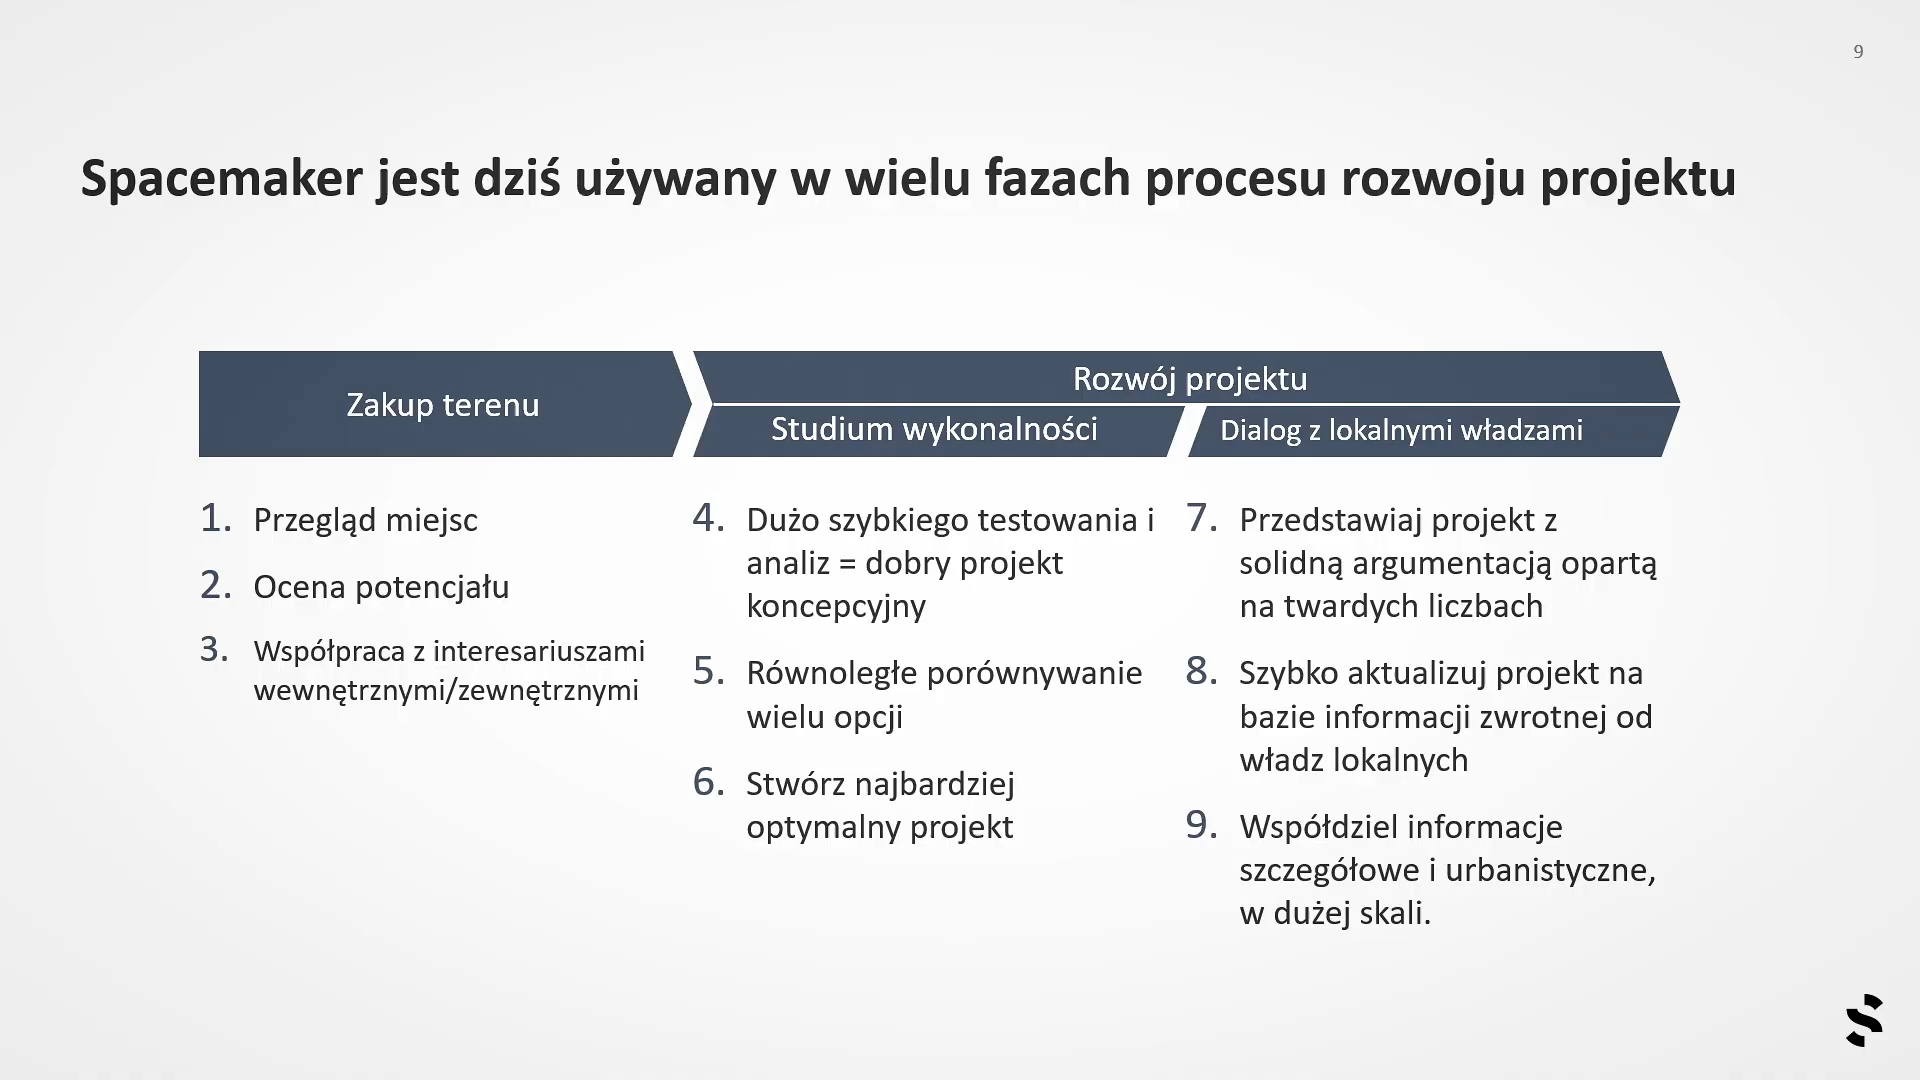 9
Spacemaker jest dziś używany w wielu fazach procesu rozwoju projektu
Zakup terenu
Rozwój projektu
Studium wykonalności
Dialog z lokalnymi władzami
1. Przegląd miejsc
2. Ocena potencjału
3. Współpraca z interesariuszami
wewnętrznymi/zewnętrznymi
4. Dużo szybkiego testowania i
analiz = dobry projekt
koncepcyjny
5. Równoległe porównywanie
wielu opcji
6. Stwórz najbardziej
optymalny projekt
7. Przedstawiaj projekt z
solidną argumentacją opartą
na twardych liczbach
8. Szybko aktualizuj projekt na
bazie informacji zwrotnej od
władz lokalnych
9. Współdziel informacje
szczegółowe i urbanistyczne,
w dużej skali.